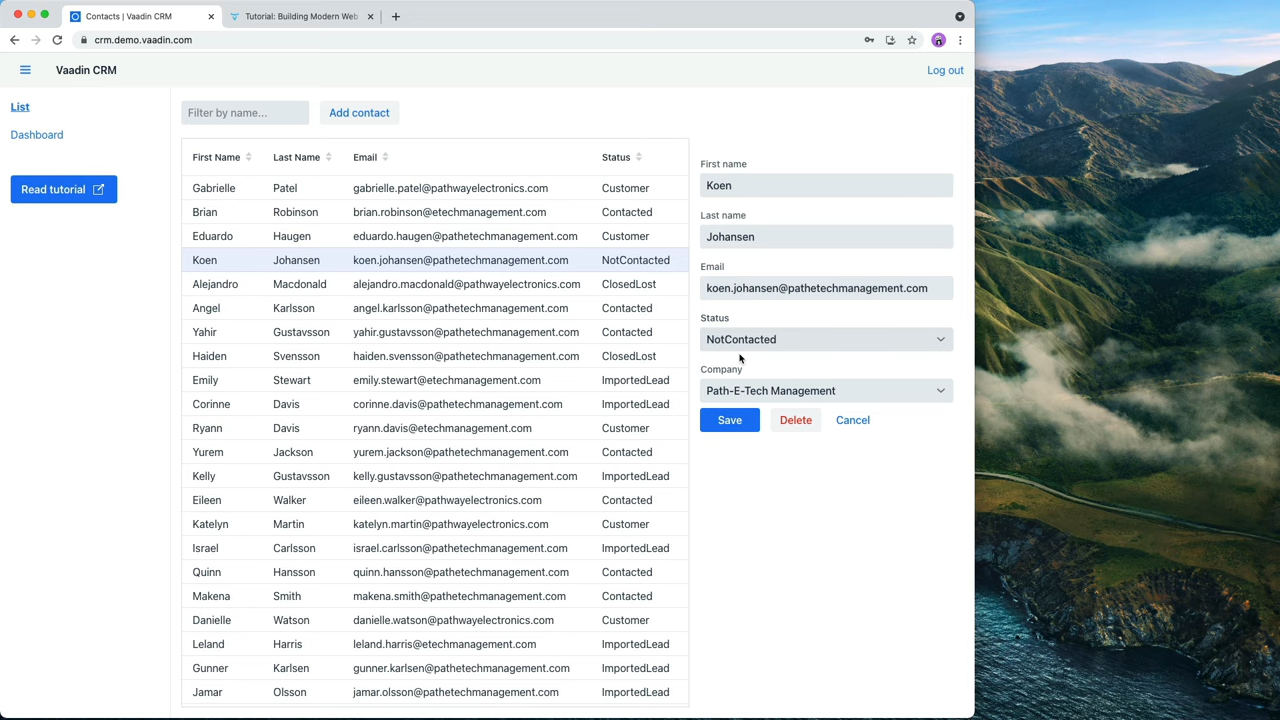 Contacts | Vaadin CRM
Tutorial: Building Modern Web
crm.demo.vaadin.com
Vaadin CRM
Log out
List
Dashboard
Read tutorial
Filter by name...
Add contact
First Name Last Name Email Status
Gabrielle Patel gabrielle.patel@pathwayelectronics.com Customer
Brian Robinson brian.robinson@etechmanagement.com Contacted
Eduardo Haugen eduardo.haugen@pathetechmanagement.com Customer
Koen Johansen koen.johansen@pathetechmanagement.com NotContacted
Alejandro Macdonald alejandro.macdonald@pathwayelectronics.com ClosedLost
Angel Karlsson angel.karlsson@pathetechmanagement.com Contacted
Yahir Gustavsson yahir.gustavsson@pathetechmanagement.com Contacted
Haiden Svensson haiden.svensson@pathetechmanagement.com ClosedLost
Emily Stewart emily.stewart@etechmanagement.com ImportedLead
Corinne Davis corinne.davis@pathetechmanagement.com ImportedLead
Ryann Davis ryann.davis@etechmanagement.com Customer
Yurem Jackson yurem.jackson@pathetechmanagement.com Contacted
Kelly Gustavsson kelly.gustavsson@pathetechmanagement.com ImportedLead
Eileen Walker eileen.walker@pathwayelectronics.com Contacted
Katelyn Martin katelyn.martin@pathwayelectronics.com Customer
Israel Carlsson israel.carlsson@pathetechmanagement.com ImportedLead
Quinn Hansson quinn.hansson@pathetechmanagement.com Contacted
Makena Smith makena.smith@pathetechmanagement.com Contacted
Danielle Watson danielle.watson@pathwayelectronics.com Customer
Leland Harris leland.harris@etechmanagement.com ImportedLead
Gunner Karlsen gunner.karlsen@pathetechmanagement.com ImportedLead
Jamar Olsson jamar.olsson@pathetechmanagement.com ImportedLead
First name
Koen
Last name
Johansen
Email
koen.johansen@pathetechmanagement.com
Status
NotContacted
Company
Path-E-Tech Management
Save
Delete
Cancel